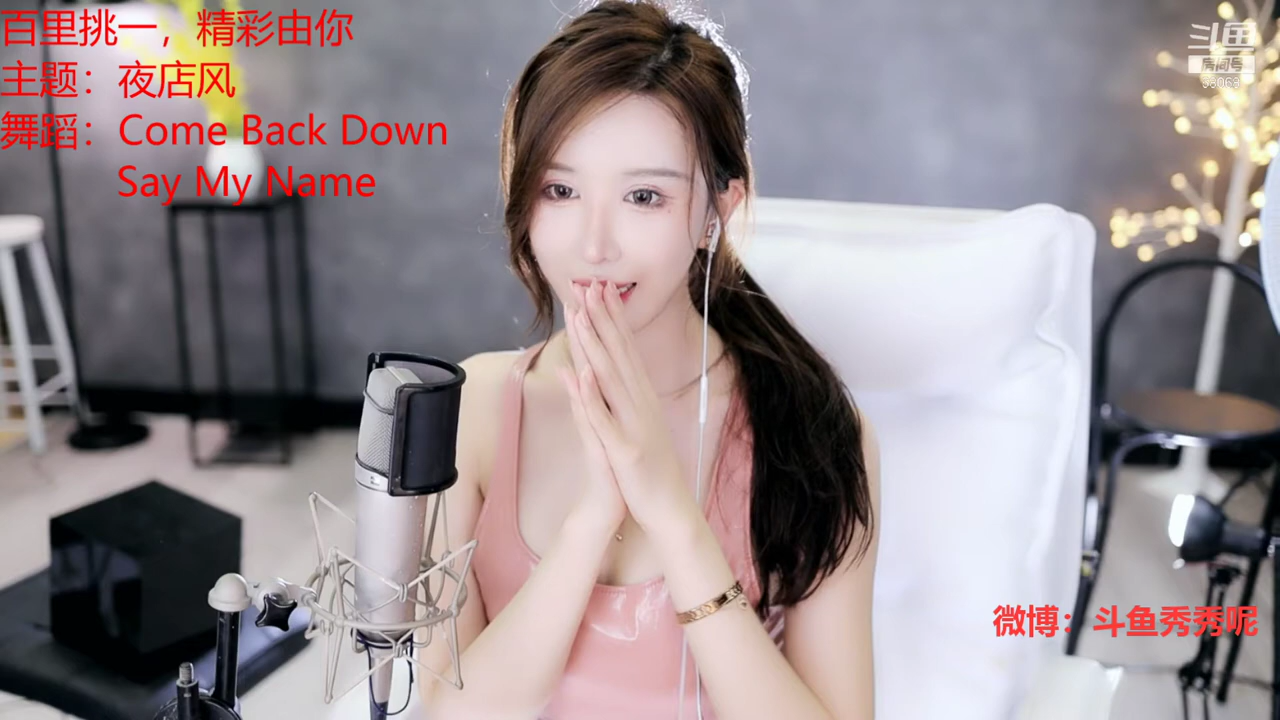 百里挑一，精彩由你
主题：夜店风
舞蹈：Come Back Down
Say My Name
斗鱼
房间号
微博：斗鱼秀秀呢